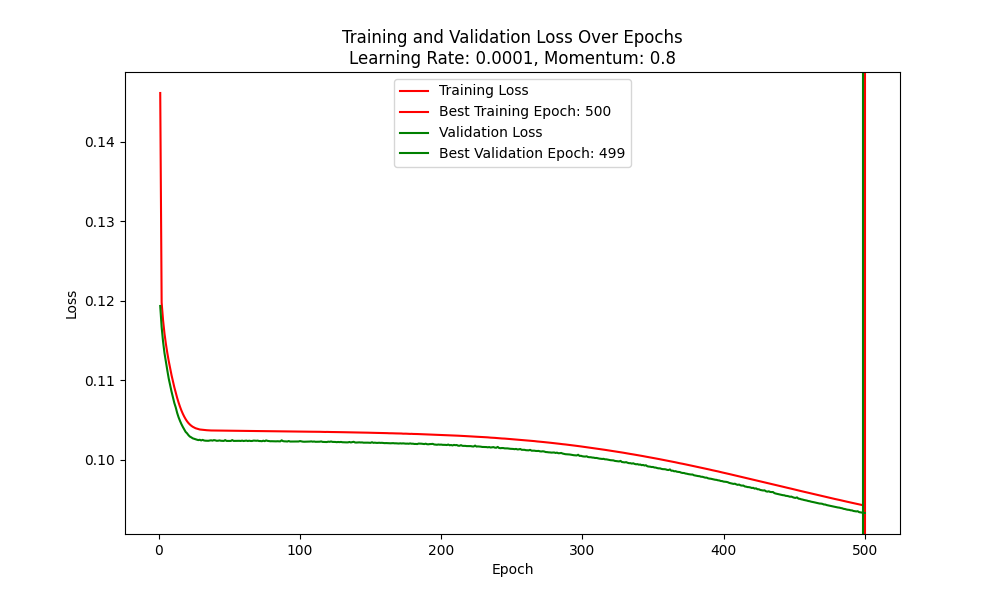 Training and Validation Loss Over Epochs
Learning Rate: 0.0001, Momentum: 0.8
Training Loss
Best Training Epoch: 500
Validation Loss
Best Validation Epoch: 499
0.14
0.13
0.12
0.11
0.10
Loss
0 100 200 300 400 500
Epoch